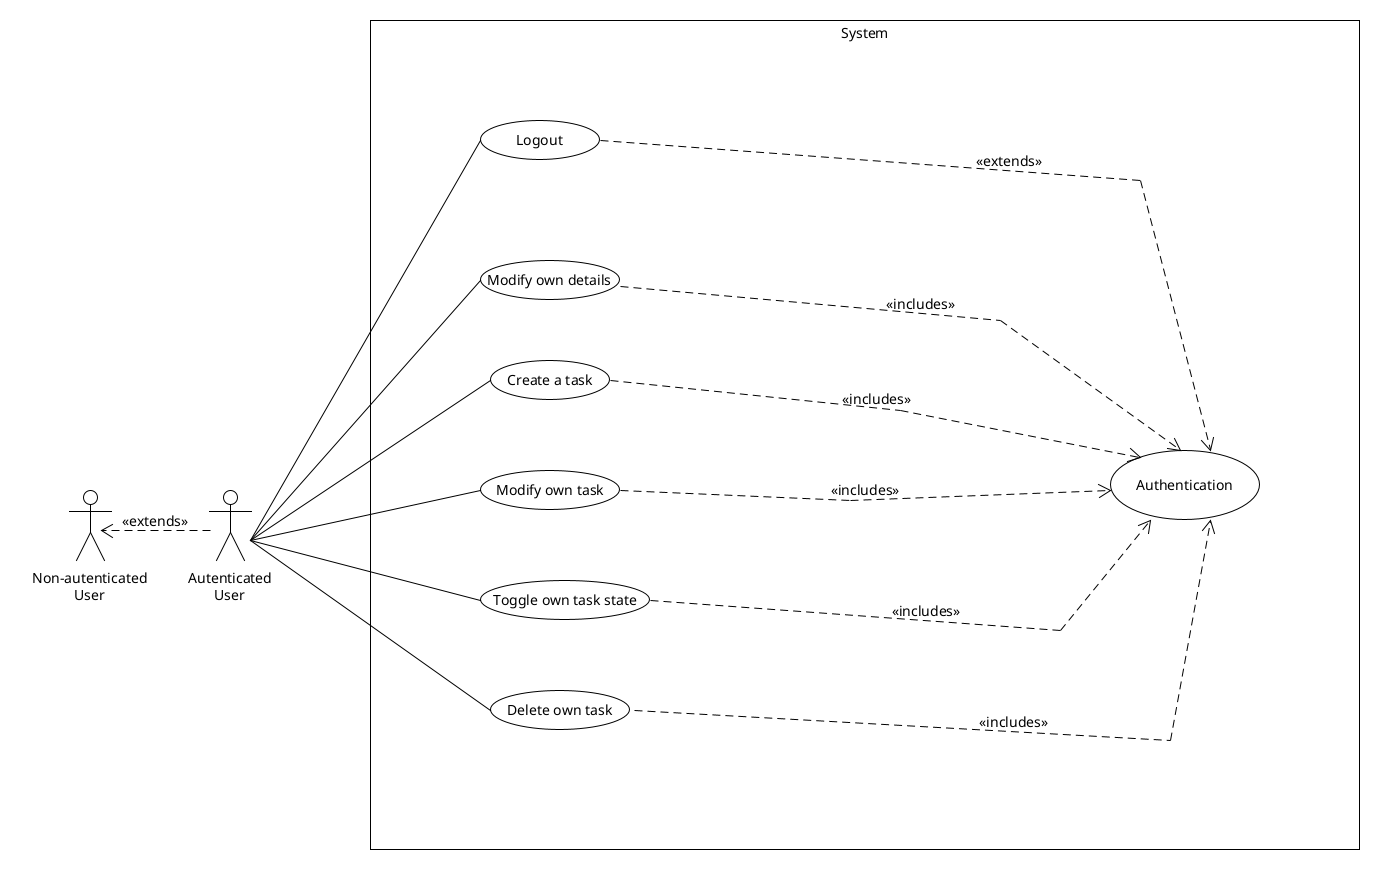 System
Logout
«extends»
Modify own details
«includes»
Create a task
«includes»
Modify own task
«includes»
Authentication
«extends»
Non-autenticated
User
Autenticated
User
Toggle own task state
«includes»
Delete own task
«includes»